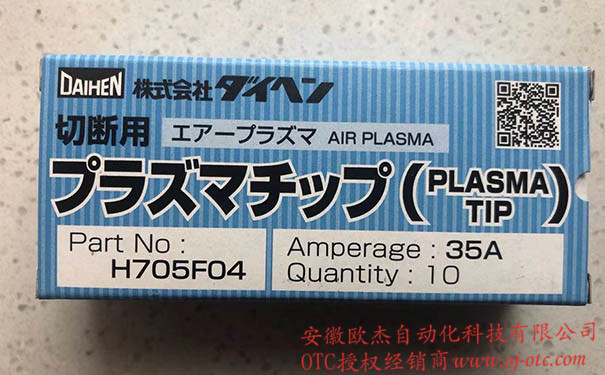 DAIHEN 株式会社ダイヘン
切断用 エアープラズマ AIR PLASMA
プラズマチップ(PLASMA TIP)
Part No :
H705F04
Amperage : 35A
Quantity : 10
安徽欧杰自动化科技有限公司
OTC授权经销商www.oj-otc.com